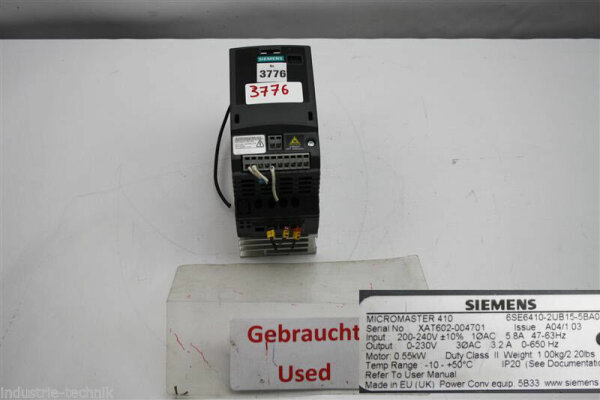 SIEMENS
3776
3776
Gebraucht
Used
SIEMENS
MICROMASTER 410 6SE6410-2UB15-5BA0
Serial No XAT602-004701 Issue A04/1.03
Input 200-240V ±10% 1ØAC 5.8A 47-63Hz
Output 0-230V 3ØAC 3.2 A 0-650 Hz
Motor: 0.55kW Duty Class II Weight 1.00kg/2.20lbs
Temp Range -10 - +50°C IP20 (See Documentation
Refer To User Manual
Made in EU (UK) Power Conv equip: 5B33 www.siemens
industrie-technik